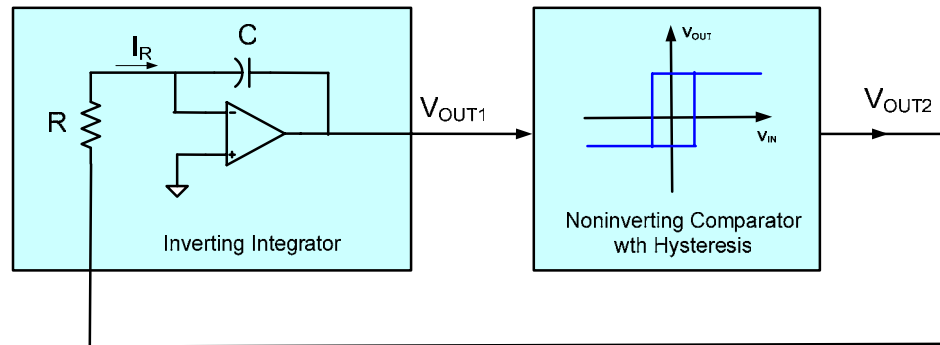 I_R
C
R
-
+
Inverting Integrator
V_OUT1
V_OUT
V_IN
Noninverting Comparator
wth Hysteresis
V_OUT2